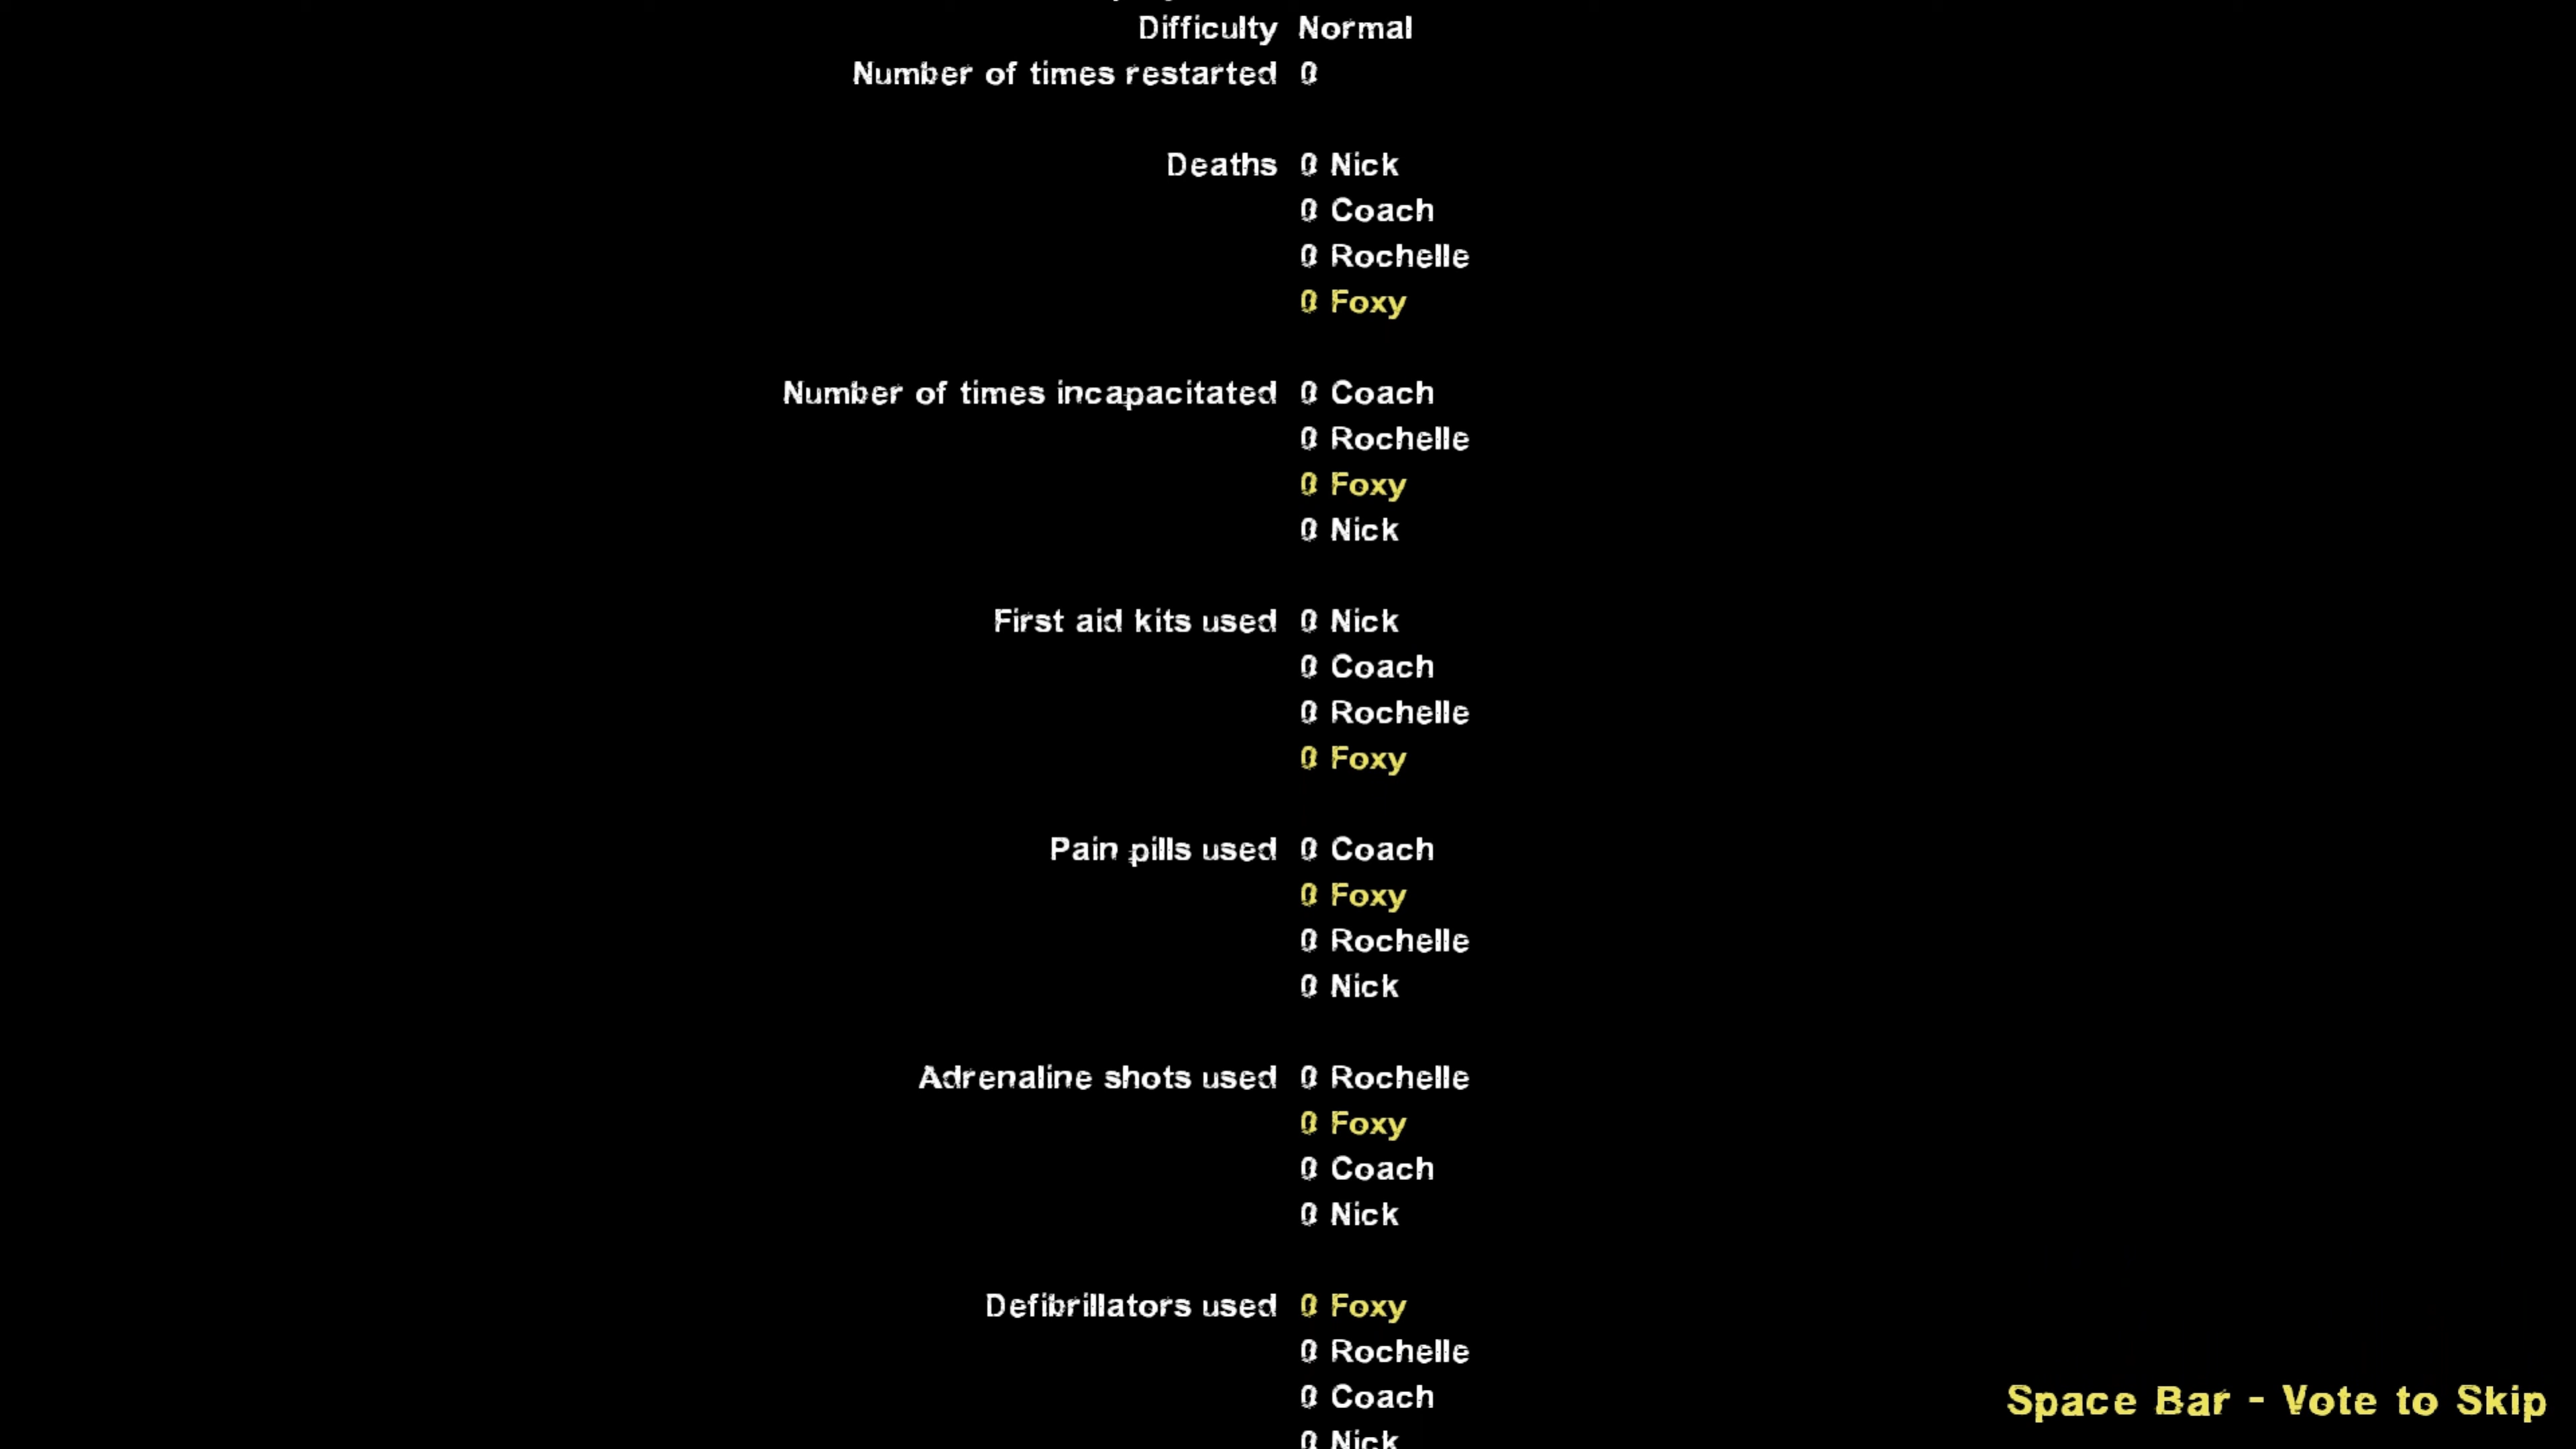 Difficulty Normal
Number of times restarted 0
Deaths 0 Nick
0 Coach
0 Rochelle
0 Foxy
Number of times incapacitated 0 Coach
0 Rochelle
0 Foxy
0 Nick
First aid kits used 0 Nick
0 Coach
0 Rochelle
0 Foxy
Pain pills used 0 Coach
0 Foxy
0 Rochelle
0 Nick
Adrenaline shots used 0 Rochelle
0 Foxy
0 Coach
0 Nick
Defibrillators used 0 Foxy
0 Rochelle
0 Coach
0 Nick
Space Bar - Vote to Skip